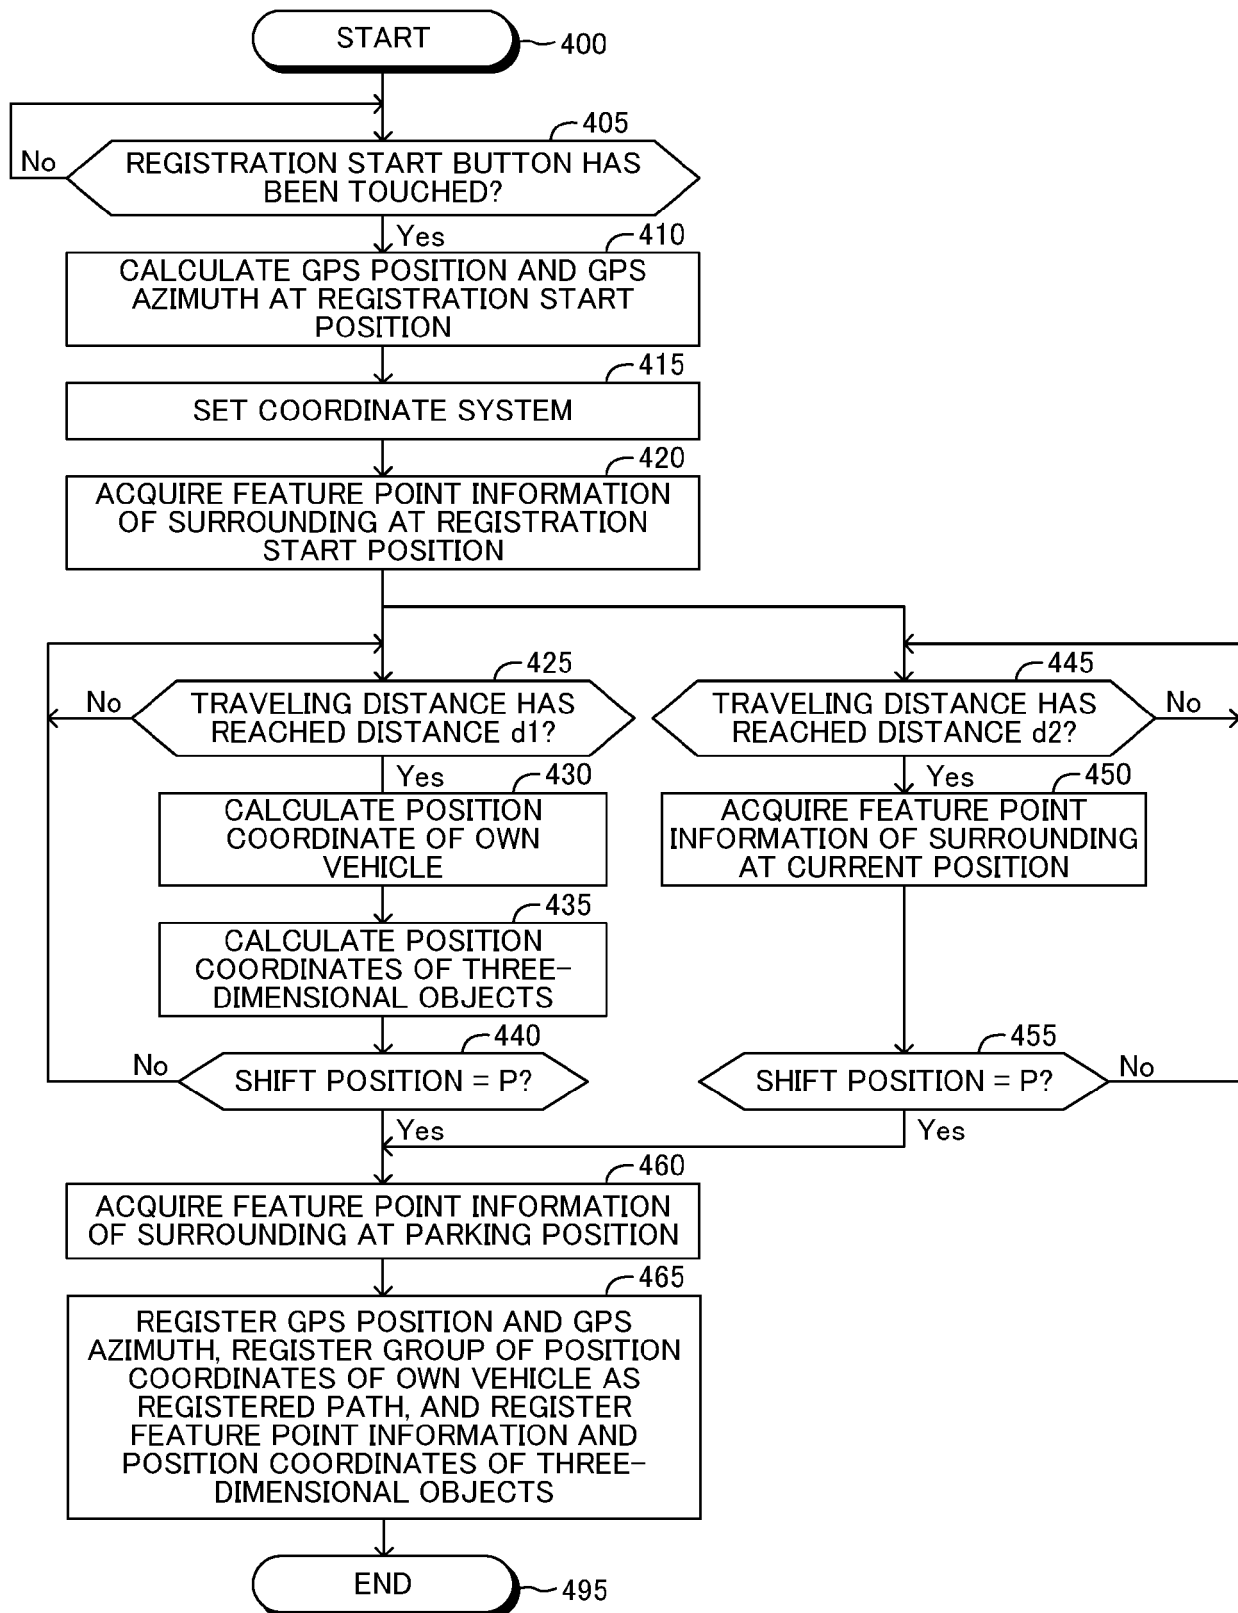 START
400
405
No
REGISTRATION START BUTTON HAS
BEEN TOUCHED?
Yes
410
CALCULATE GPS POSITION AND GPS
AZIMUTH AT REGISTRATION START
POSITION
415
SET COORDINATE SYSTEM
420
ACQUIRE FEATURE POINT INFORMATION
OF SURROUNDING AT REGISTRATION
START POSITION
425
No
TRAVELING DISTANCE HAS
REACHED DISTANCE d1?
Yes
430
CALCULATE POSITION
COORDINATE OF OWN
VEHICLE
435
CALCULATE POSITION
COORDINATES OF THREE-
DIMENSIONAL OBJECTS
440
No
SHIFT POSITION = P?
Yes
445
TRAVELING DISTANCE HAS
REACHED DISTANCE d2?
No
Yes
450
ACQUIRE FEATURE POINT
INFORMATION OF SURROUNDING
AT CURRENT POSITION
455
SHIFT POSITION = P?
No
Yes
460
ACQUIRE FEATURE POINT INFORMATION
OF SURROUNDING AT PARKING POSITION
465
REGISTER GPS POSITION AND GPS
AZIMUTH, REGISTER GROUP OF POSITION
COORDINATES OF OWN VEHICLE AS
REGISTERED PATH, AND REGISTER
FEATURE POINT INFORMATION AND
POSITION COORDINATES OF THREE-
DIMENSIONAL OBJECTS
END
495